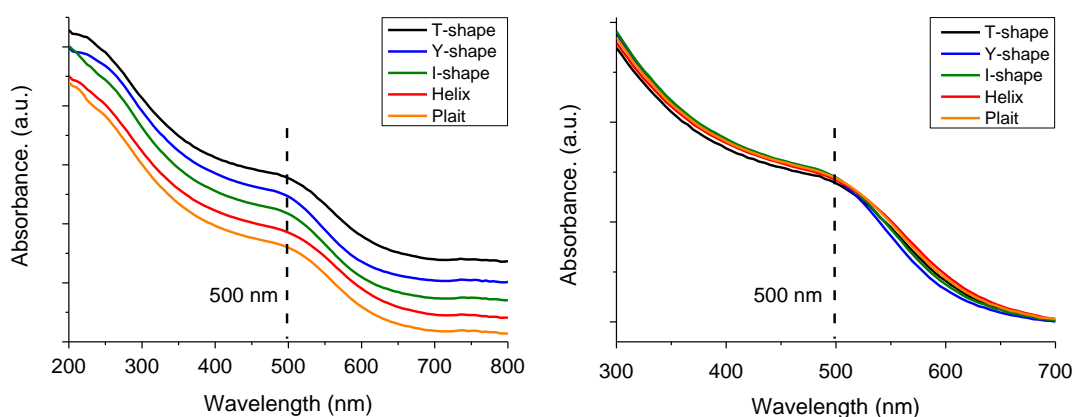 T-shape
Y-shape
I-shape
Helix
Plait
500 nm
Absorbance. (a.u.)
200 300 400 500 600 700 800
Wavelength (nm)
T-shape
Y-shape
I-shape
Helix
Plait
500 nm
Absorbance. (a.u.)
300 400 500 600 700
Wavelength (nm)